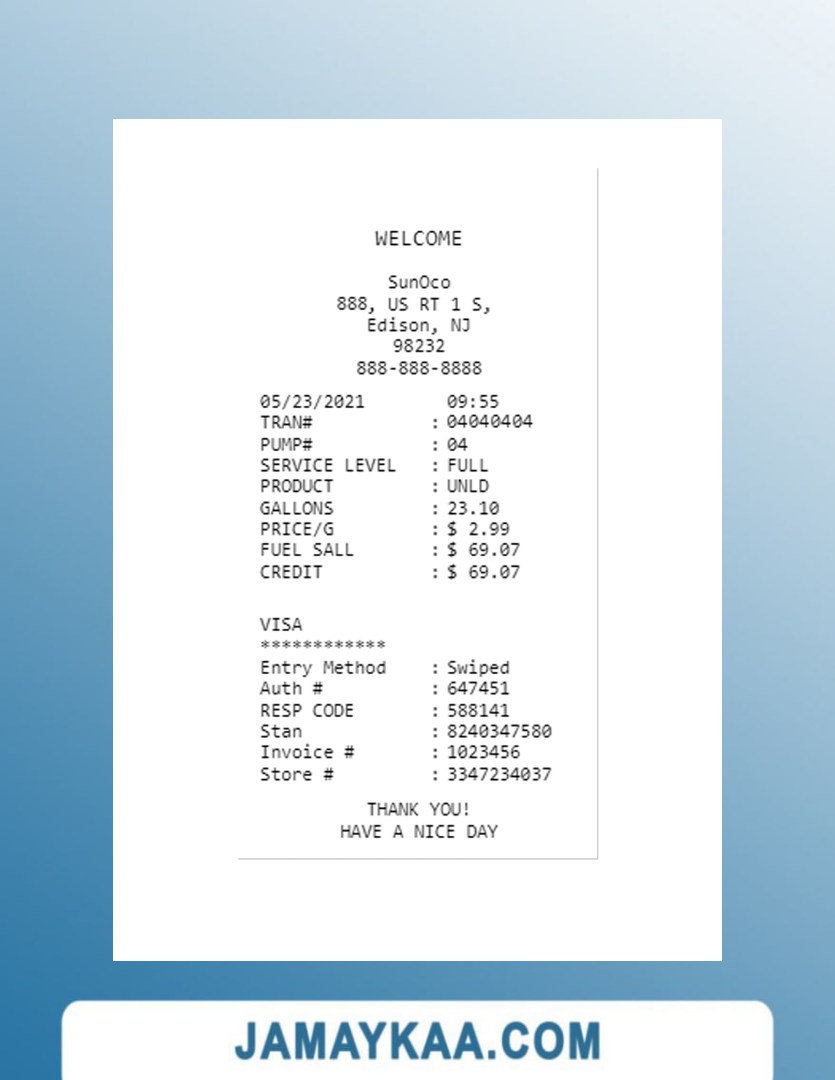 WELCOME
SunOco
888, US RT 1 S,
Edison, NJ
98232
888-888-8888
05/23/2021 09:55
TRAN# : 04040404
PUMP# : 04
SERVICE LEVEL : FULL
PRODUCT : UNLD
GALLONS : 23.10
PRICE/G : $ 2.99
FUEL SALL : $ 69.07
CREDIT : $ 69.07
VISA
************
Entry Method : Swiped
Auth # : 647451
RESP CODE : 588141
Stan : 8240347580
Invoice # : 1023456
Store # : 3347234037
THANK YOU!
HAVE A NICE DAY
JAMAYKAA.COM